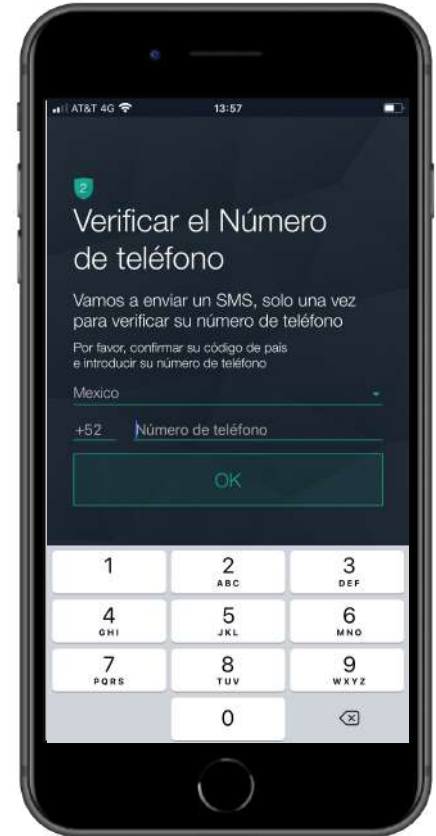 AT&T 4G 13:57
2
Verificar el Número
de teléfono
Vamos a enviar un SMS, solo una vez
para verificar su número de teléfono
Por favor, confirmar su código de país
e introducir su número de teléfono
Mexico
+52 Número de teléfono
OK
1 2 3
ABC DEF
4 5 6
GHI JKL MNO
7 8 9
PQRS TUV WXYZ
0